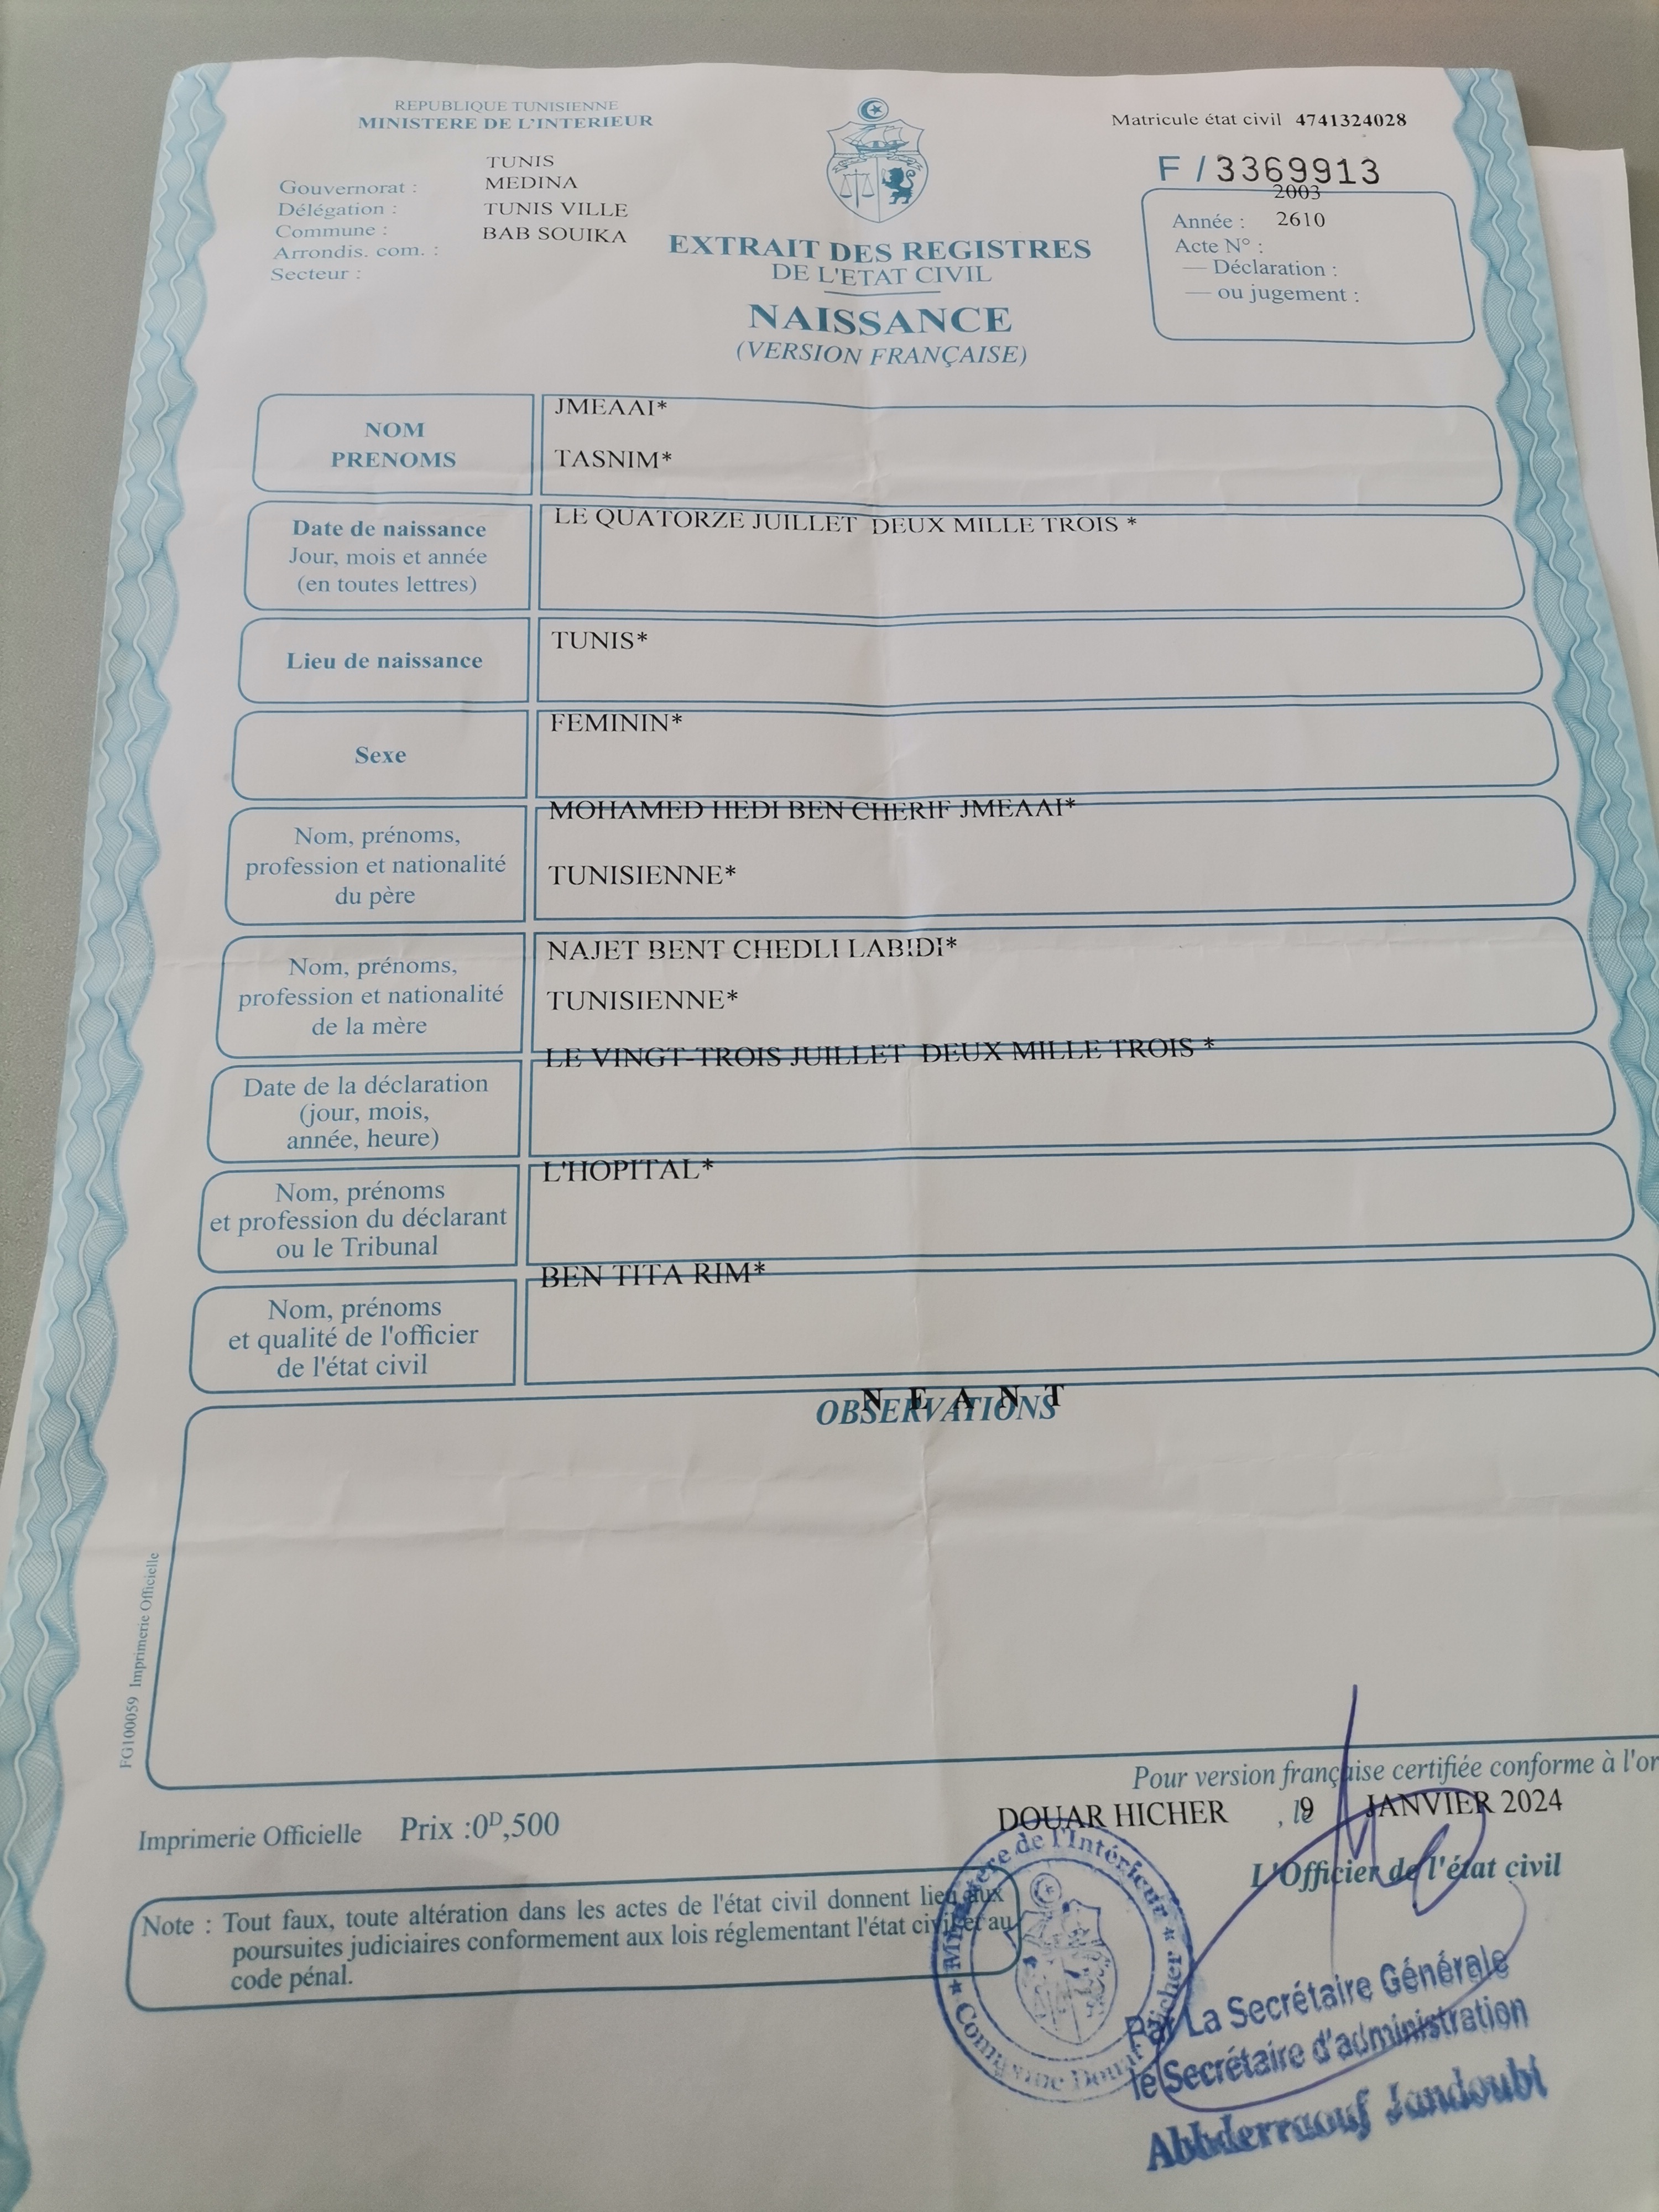 REPUBLIQUE TUNISIENNE
MINISTERE DE L'INTERIEUR
Matricule état civil 4741324028
F / 3369913
TUNIS
Gouvernorat : MEDINA
Délégation : TUNIS VILLE
Commune : BAB SOUIKA
Arrondis. com. :
Secteur :
2003
Année : 2610
Acte N° :
— Déclaration :
— ou jugement :
EXTRAIT DES REGISTRES
DE L'ETAT CIVIL
NAISSANCE
(VERSION FRANÇAISE)
NOM
PRENOMS
JMEAAI*
TASNIM*
Date de naissance
Jour, mois et année
(en toutes lettres)
LE QUATORZE JUILLET DEUX MILLE TROIS *
Lieu de naissance
TUNIS*
Sexe
FEMININ*
Nom, prénoms,
profession et nationalité
du père
MOHAMED HEDI BEN CHERIF JMEAAI*
TUNISIENNE*
Nom, prénoms,
profession et nationalité
de la mère
NAJET BENT CHEDLI LABIDI*
TUNISIENNE*
Date de la déclaration
(jour, mois,
année, heure)
LE VINGT-TROIS JUILLET DEUX MILLE TROIS *
Nom, prénoms
et profession du déclarant
ou le Tribunal
L'HOPITAL*
Nom, prénoms
et qualité de l'officier
de l'état civil
BEN TITA RIM*
N E A N T
OBSERVATIONS
FG100059 Imprimerie Officielle
Pour version française certifiée conforme à l'or
DOUAR HICHER , le 9 JANVIER 2024
L'Officier de l'état civil
Imprimerie Officielle Prix :0D,500
Note : Tout faux, toute altération dans les actes de l'état civil donnent lieu aux
poursuites judiciaires conformement aux lois réglementant l'état civil et au
code pénal.
* Ministère de l'Intérieur *
Commune Douar Hicher
Par La Secrétaire Générale
le Secrétaire d'administration
Abderraouf Jandoubi